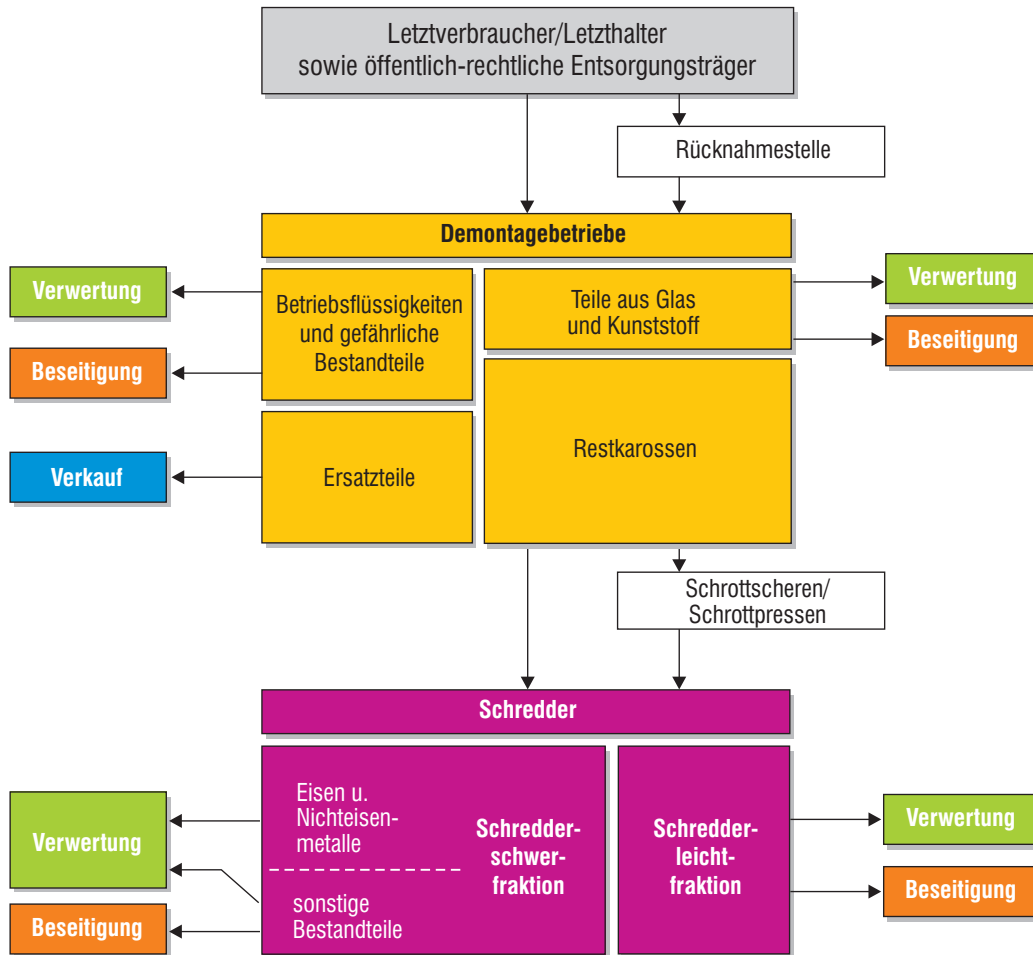 Letztverbraucher/Letzthalter
sowie öffentlich-rechtliche Entsorgungsträger
Rücknahmestelle
Demontagebetriebe
Verwertung
Beseitigung
Betriebsflüssigkeiten
und gefährliche
Bestandteile
Teile aus Glas
und Kunststoff
Verwertung
Beseitigung
Verkauf
Ersatzteile
Restkarossen
Schrottscheren/
Schrottpressen
Schredder
Verwertung
Beseitigung
Eisen u.
Nichteisen-
metalle
sonstige
Bestandteile
Schredder-
schwer-
fraktion
Schredder-
leicht-
fraktion
Verwertung
Beseitigung